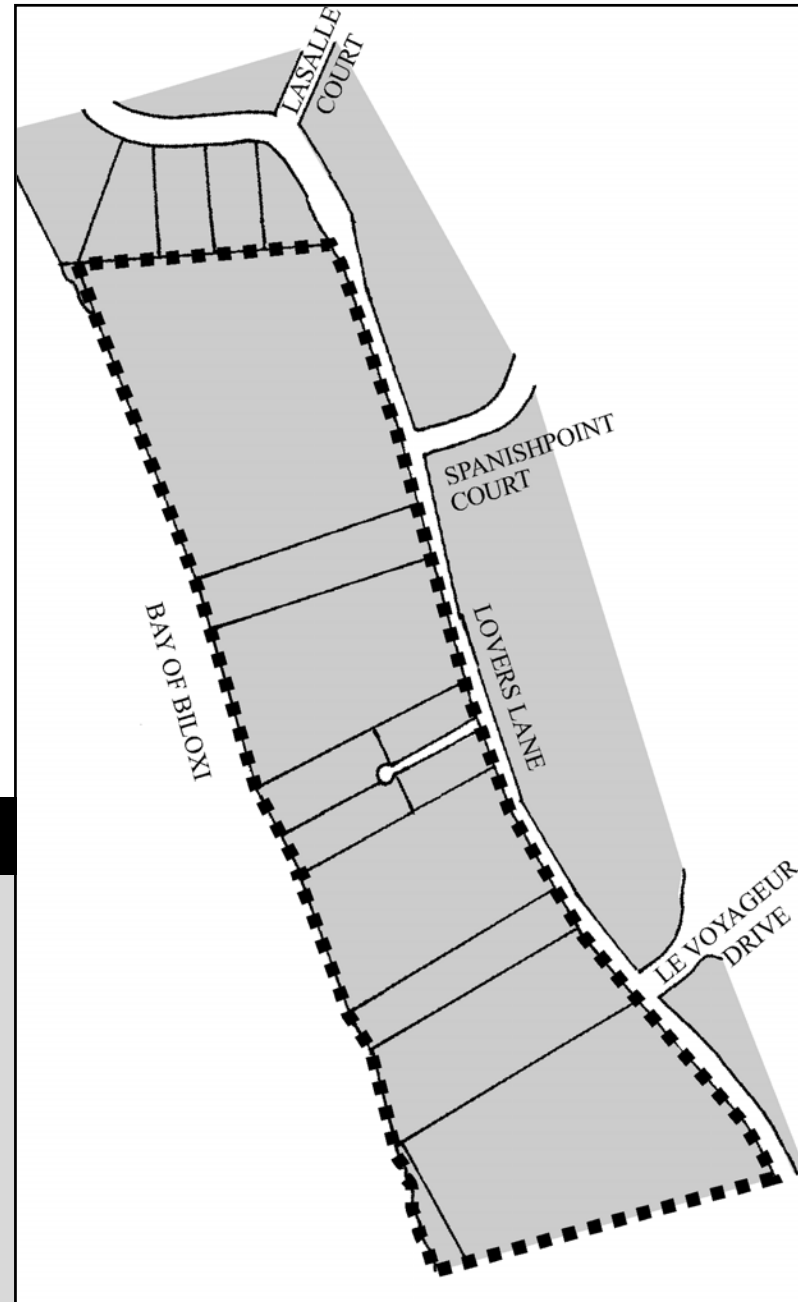 LASALLE
COURT
SPANISHPOINT
COURT
BAY OF BILOXI
LOVERS LANE
LE VOYAGEUR
DRIVE